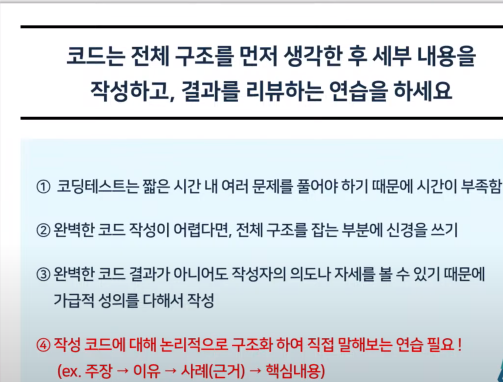 코드는 전체 구조를 먼저 생각한 후 세부 내용을
작성하고, 결과를 리뷰하는 연습을 하세요
① 코딩테스트는 짧은 시간 내 여러 문제를 풀어야 하기 때문에 시간이 부족함
② 완벽한 코드 작성이 어렵다면, 전체 구조를 잡는 부분에 신경을 쓰기
③ 완벽한 코드 결과가 아니어도 작성자의 의도나 자세를 볼 수 있기 때문에
가급적 성의를 다해서 작성
④ 작성 코드에 대해 논리적으로 구조화 하여 직접 말해보는 연습 필요!
(ex. 주장 → 이유 → 사례(근거) → 핵심내용)